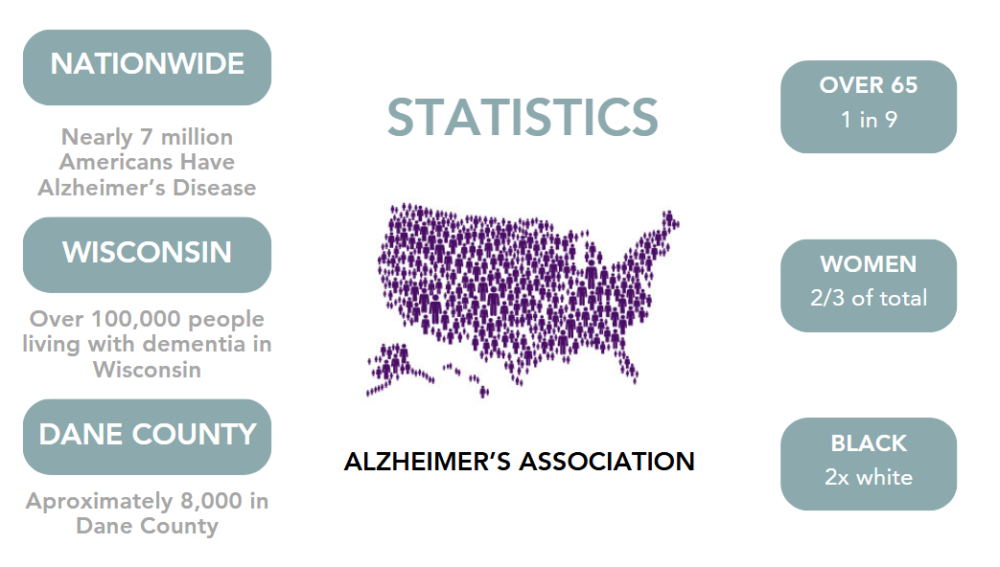 NATIONWIDE
Nearly 7 million
Americans Have
Alzheimer's Disease
WISCONSIN
Over 100,000 people
living with dementia in
Wisconsin
DANE COUNTY
Aproximately 8,000 in
Dane County
STATISTICS
ALZHEIMER'S ASSOCIATION
OVER 65
1 in 9
WOMEN
2/3 of total
BLACK
2x white